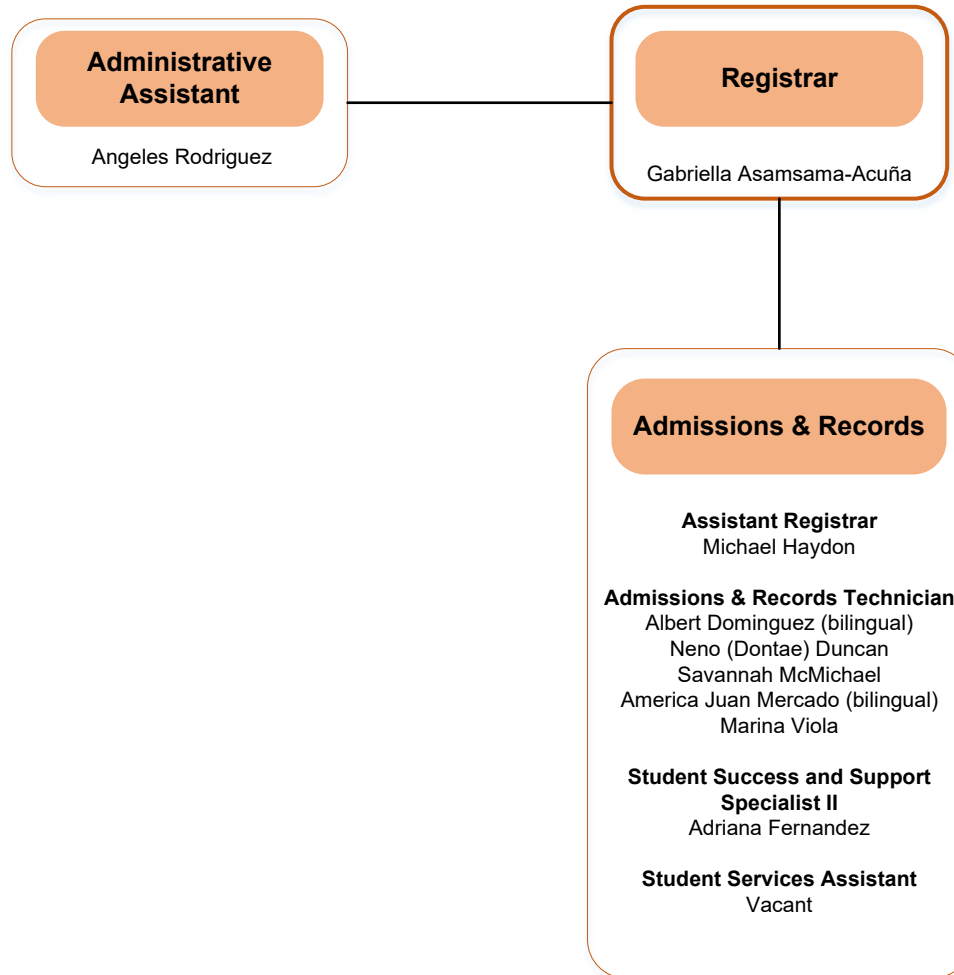 Administrative
Assistant
Angeles Rodriguez
Registrar
Gabriella Asamsama-Acuña
Admissions & Records
Assistant Registrar
Michael Haydon
Admissions & Records Technician
Albert Dominguez (bilingual)
Neno (Dontae) Duncan
Savannah McMichael
America Juan Mercado (bilingual)
Marina Viola
Student Success and Support
Specialist II
Adriana Fernandez
Student Services Assistant
Vacant